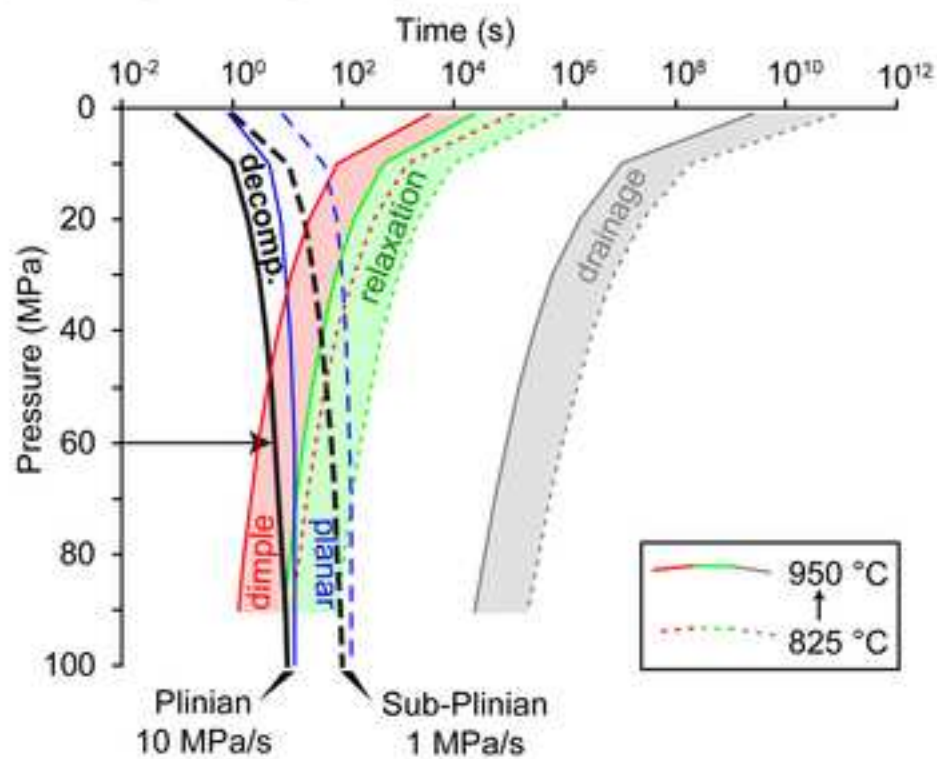 Time (s)
10⁻² 10⁰ 10² 10⁴ 10⁶ 10⁸ 10¹⁰ 10¹²
Pressure (MPa)
0
20
40
60
80
100
decomp.
dimple
planar
relaxation
drainage
950 °C
825 °C
Plinian
10 MPa/s
Sub-Plinian
1 MPa/s